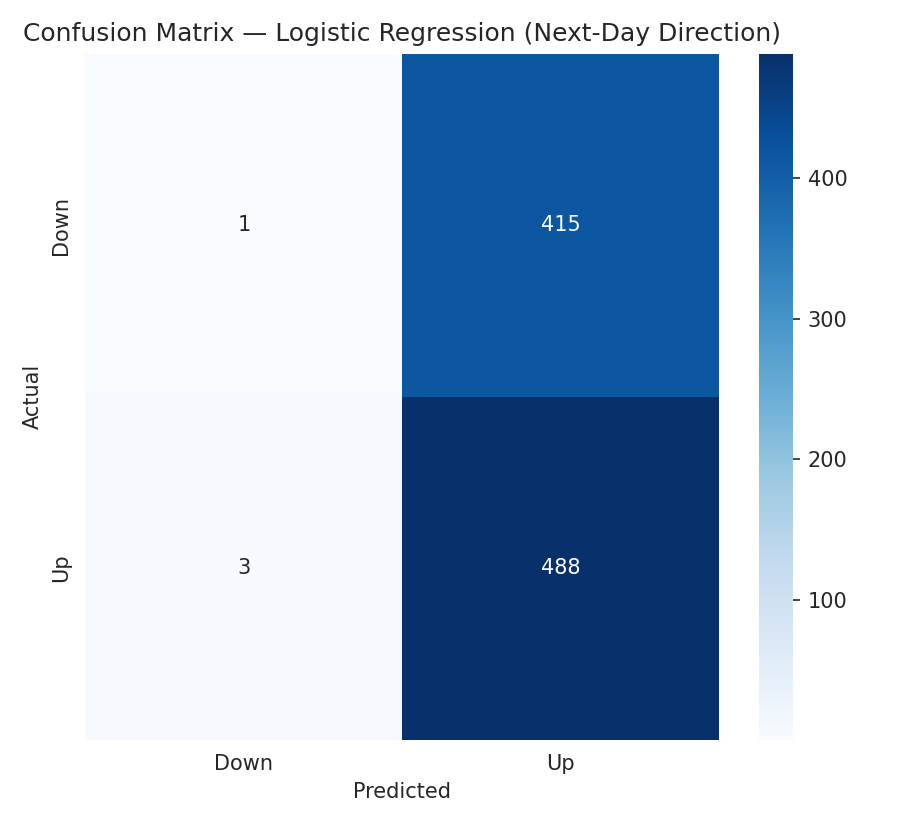 Confusion Matrix — Logistic Regression (Next-Day Direction)
Actual
Down
1
415
Up
3
488
Down
Up
Predicted
400
300
200
100